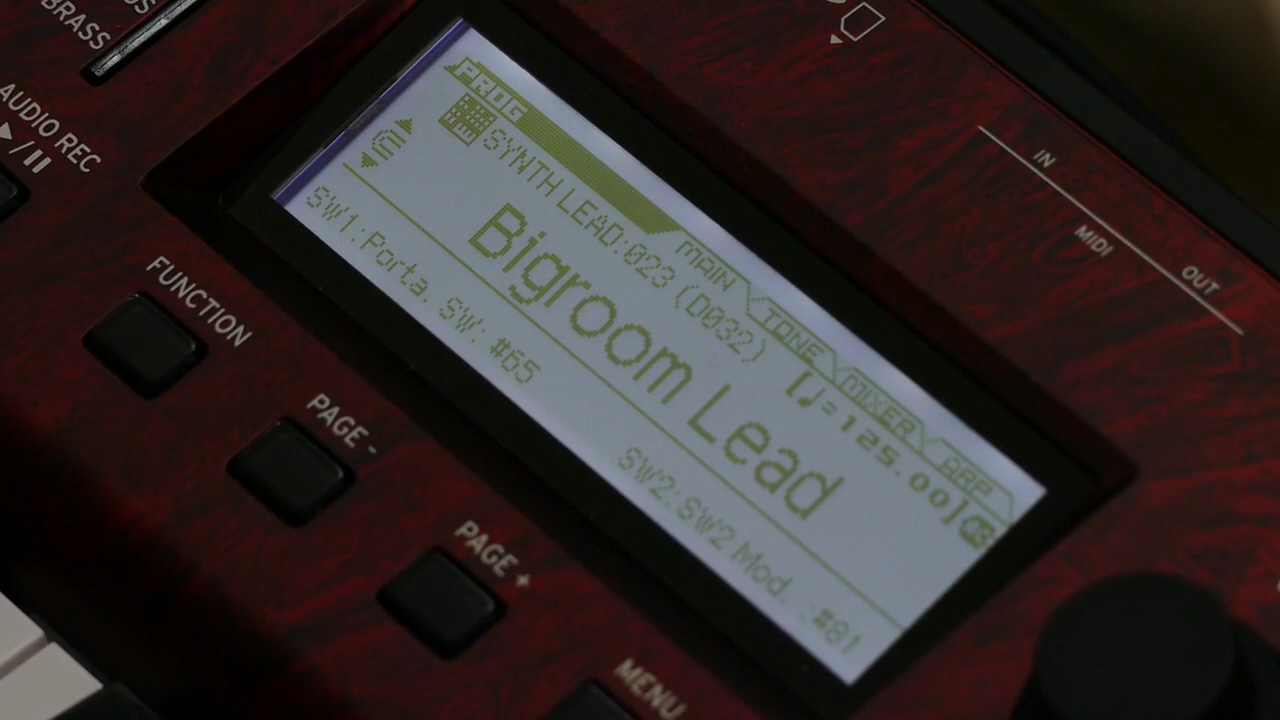 BRASS
AUDIO REC
FUNCTION
PAGE -
PAGE +
MENU
PROG
MAIN
TONE
MIXER
ARP
SYNTH LEAD:023 (D032)
[♩=125.00]
Bigroom Lead
SW1:Porta. SW: #65
SW2:SW2 Mod. :#81
IN
MIDI
OUT